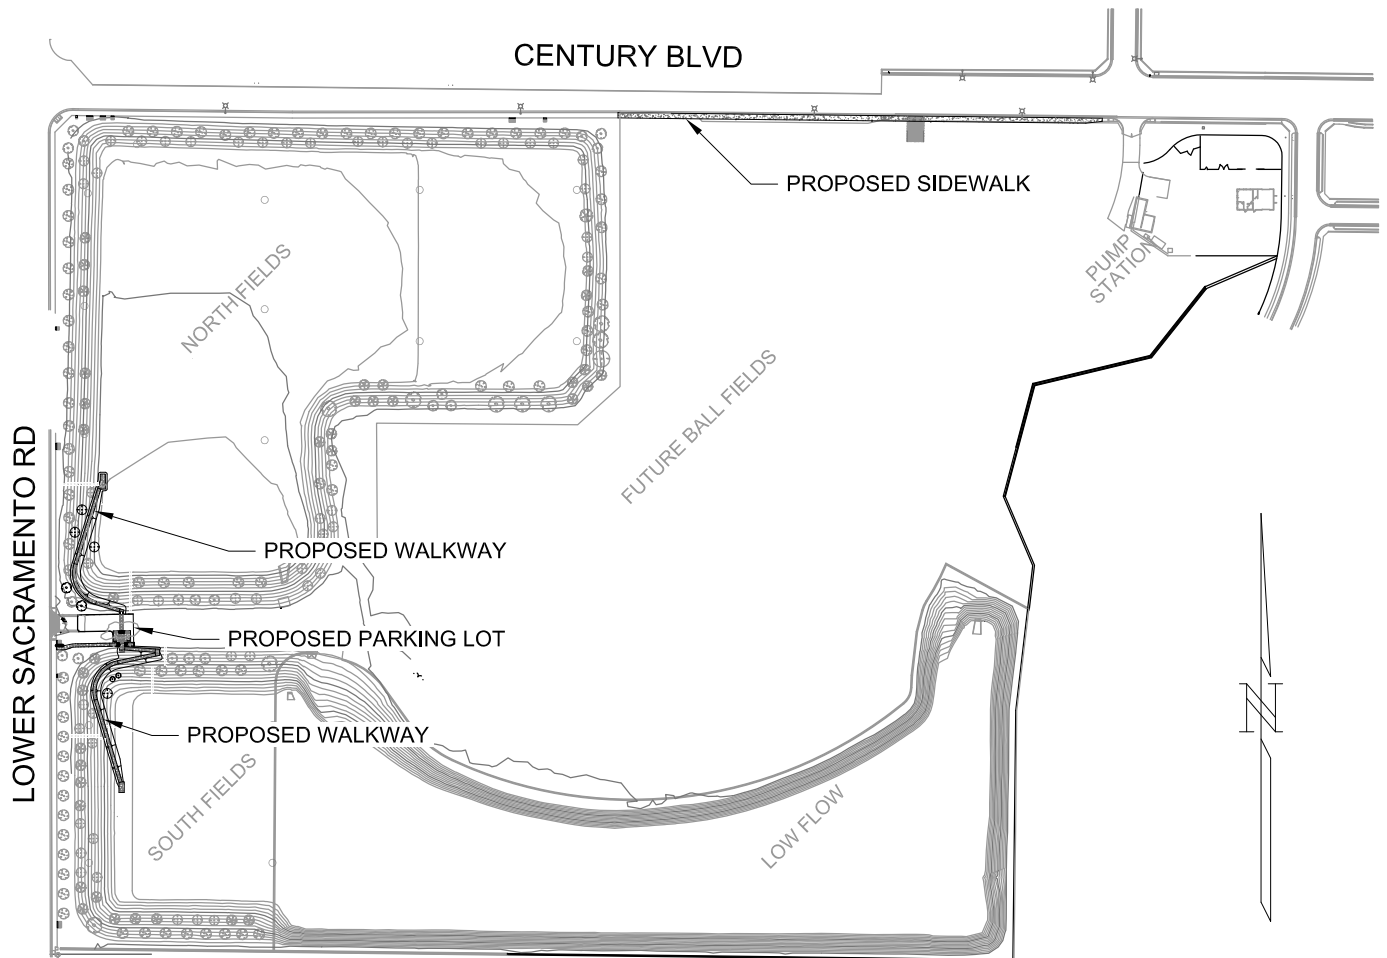 CENTURY BLVD
PROPOSED SIDEWALK
PUMP
STATION
NORTH FIELDS
FUTURE BALL FIELDS
LOWER SACRAMENTO RD
PROPOSED WALKWAY
PROPOSED PARKING LOT
PROPOSED WALKWAY
SOUTH FIELDS
LOW FLOW
N